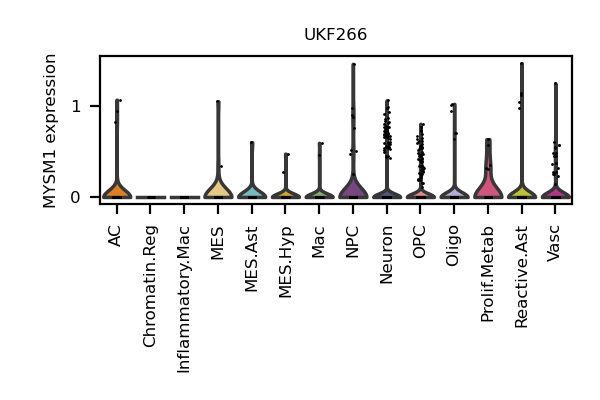 UKF266
MYSM1 expression
1
0
AC
Chromatin.Reg
Inflammatory.Mac
MES
MES.Ast
MES.Hyp
Mac
NPC
Neuron
OPC
Oligo
Prolif.Metab
Reactive.Ast
Vasc